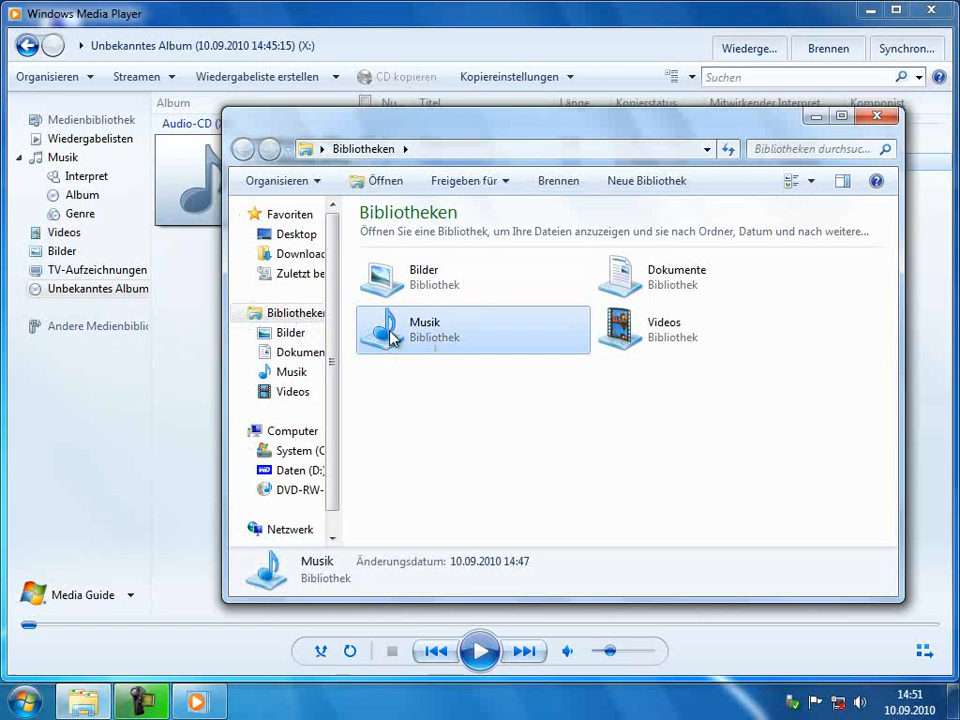 Windows Media Player
Unbekanntes Album (10.09.2010 14:45:15) (X:)
Wiederge...
Brennen
Synchron...
Organisieren
Streamen
Wiedergabeliste erstellen
CD kopieren
Kopiereinstellungen
Suchen
Album
Nu...
Titel
Länge
Kopierstatus
Mitwirkender Interpret
Komponist
Medienbibliothek
Wiedergabelisten
Musik
Interpret
Album
Genre
Videos
Bilder
TV-Aufzeichnungen
Unbekanntes Album
Andere Medienbiblic
Audio-CD (
Bibliotheken
Bibliotheken durchsuc...
Organisieren
Öffnen
Freigeben für
Brennen
Neue Bibliothek
Favoriten
Desktop
Download
Zuletzt be
Bibliotheken
Bilder
Dokumen
Musik
Videos
Computer
System (C
Daten (D:
DVD-RW-
Netzwerk
Bibliotheken
Öffnen Sie eine Bibliothek, um Ihre Dateien anzuzeigen und sie nach Ordner, Datum und nach weitere...
Bilder
Bibliothek
Dokumente
Bibliothek
Musik
Bibliothek
Videos
Bibliothek
Musik
Änderungsdatum: 10.09.2010 14:47
Bibliothek
Media Guide
14:51
10.09.2010